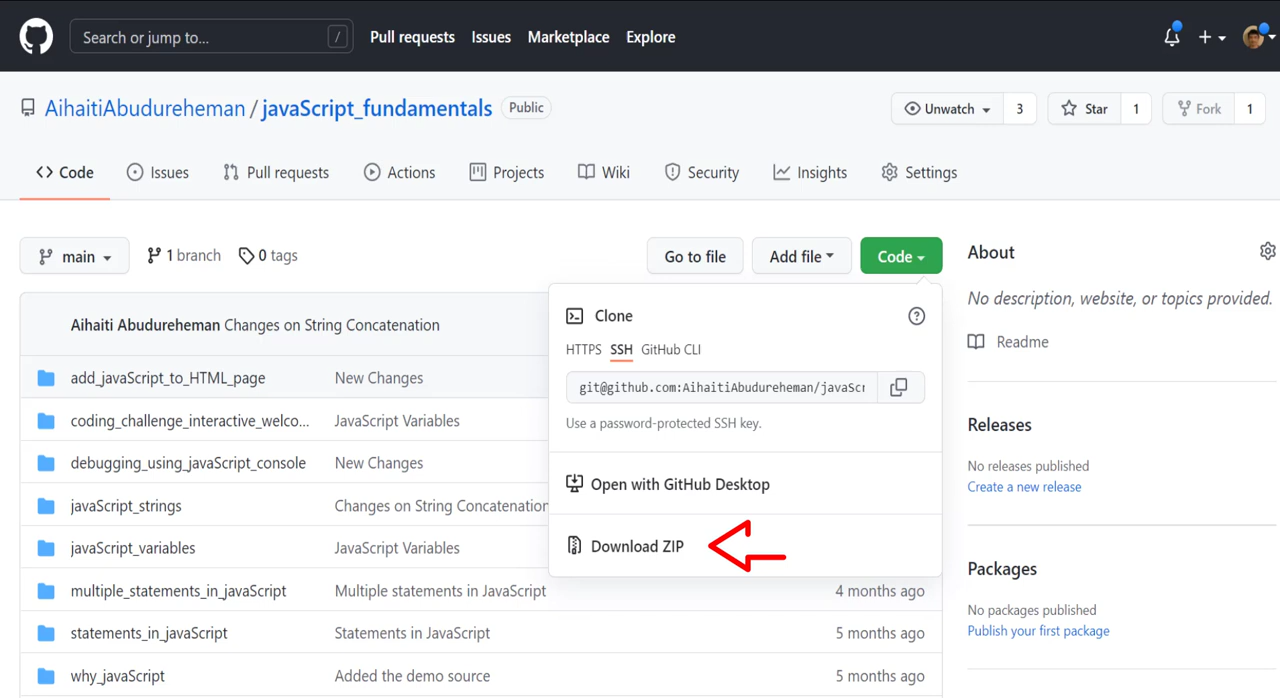 Search or jump to... / Pull requests Issues Marketplace Explore
AihaitiAbudureheman / javaScript_fundamentals Public Unwatch 3 Star 1 Fork 1
Code Issues Pull requests Actions Projects Wiki Security Insights Settings
main 1 branch 0 tags Go to file Add file Code
Aihaiti Abudureheman Changes on String Concatenation
add_javaScript_to_HTML_page New Changes
coding_challenge_interactive_welco... JavaScript Variables
debugging_using_javaScript_console New Changes
javaScript_strings Changes on String Concatenation
javaScript_variables JavaScript Variables
multiple_statements_in_javaScript Multiple statements in JavaScript 4 months ago
statements_in_javaScript Statements in JavaScript 5 months ago
why_javaScript Added the demo source 5 months ago
Clone ?
HTTPS SSH GitHub CLI
git@github.com:AihaitiAbudureheman/javaScr
Use a password-protected SSH key.
Open with GitHub Desktop
Download ZIP
About
No description, website, or topics provided.
Readme
Releases
No releases published
Create a new release
Packages
No packages published
Publish your first package